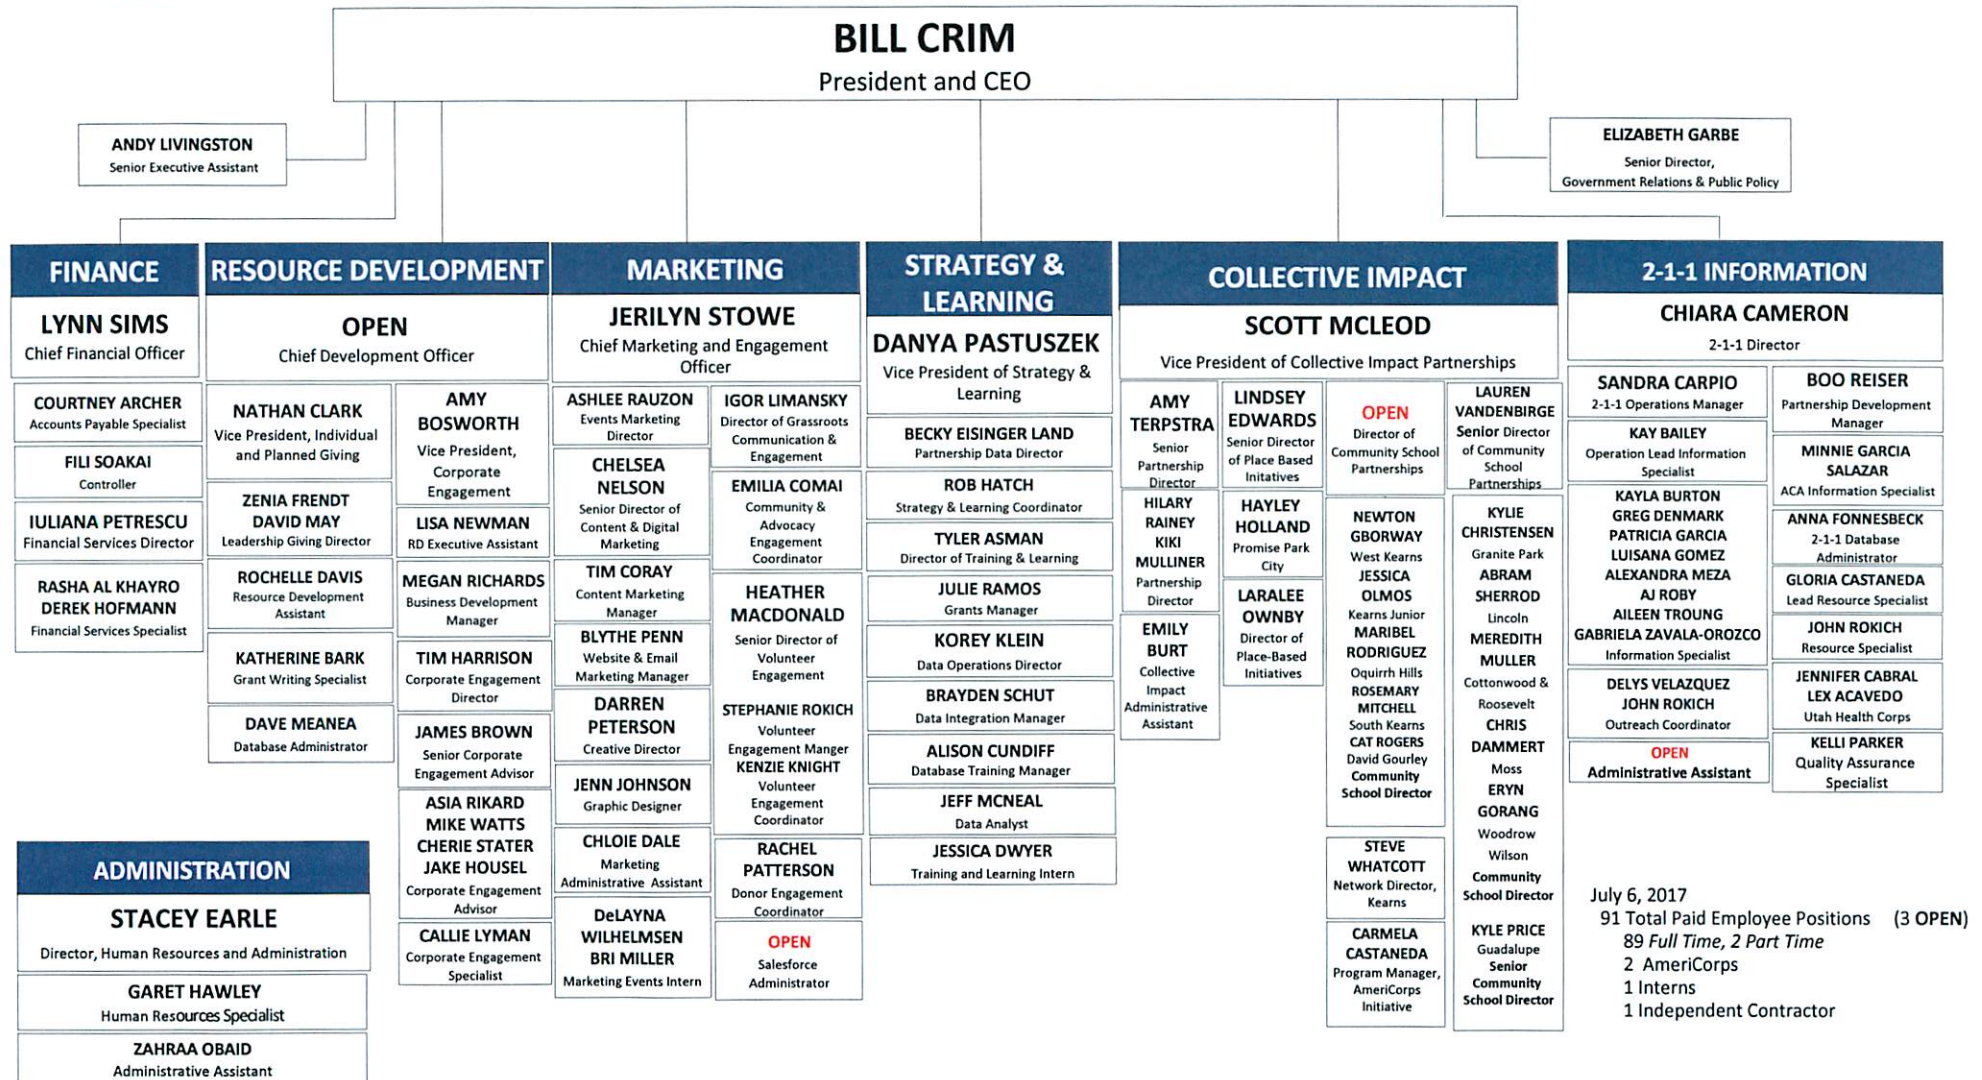 BILL CRIM
President and CEO
ANDY LIVINGSTON
Senior Executive Assistant
ELIZABETH GARBE
Senior Director,
Government Relations & Public Policy
FINANCE
LYNN SIMS
Chief Financial Officer
COURTNEY ARCHER
Accounts Payable Specialist
FILI SOAKAI
Controller
IULIANA PETRESCU
Financial Services Director
RASHA AL KHAYRO
DEREK HOFMANN
Financial Services Specialist
RESOURCE DEVELOPMENT
OPEN
Chief Development Officer
NATHAN CLARK
Vice President, Individual
and Planned Giving
ZENIA FRENDT
DAVID MAY
Leadership Giving Director
ROCHELLE DAVIS
Resource Development
Assistant
KATHERINE BARK
Grant Writing Specialist
DAVE MEANEA
Database Administrator
AMY
BOSWORTH
Vice President,
Corporate
Engagement
LISA NEWMAN
RD Executive Assistant
MEGAN RICHARDS
Business Development
Manager
TIM HARRISON
Corporate Engagement
Director
JAMES BROWN
Senior Corporate
Engagement Advisor
ASIA RIKARD
MIKE WATTS
CHERIE STATER
JAKE HOUSEL
Corporate Engagement
Advisor
CALLIE LYMAN
Corporate Engagement
Specialist
MARKETING
JERILYN STOWE
Chief Marketing and Engagement
Officer
ASHLEE RAUZON
Events Marketing
Director
CHELSEA
NELSON
Senior Director of
Content & Digital
Marketing
TIM CORAY
Content Marketing
Manager
BLYTHE PENN
Website & Email
Marketing Manager
DARREN
PETERSON
Creative Director
JENN JOHNSON
Graphic Designer
CHLOIE DALE
Marketing
Administrative Assistant
DeLAYNA
WILHELMSEN
BRI MILLER
Marketing Events Intern
IGOR LIMANSKY
Director of Grassroots
Communication &
Engagement
EMILIA COMAI
Community &
Advocacy
Engagement
Coordinator
HEATHER
MACDONALD
Senior Director of
Volunteer
Engagement
STEPHANIE ROKICH
Volunteer
Engagement Manger
KENZIE KNIGHT
Volunteer
Engagement
Coordinator
RACHEL
PATTERSON
Donor Engagement
Coordinator
OPEN
Salesforce
Administrator
STRATEGY &
LEARNING
DANYA PASTUSZEK
Vice President of Strategy &
Learning
BECKY EISINGER LAND
Partnership Data Director
ROB HATCH
Strategy & Learning Coordinator
TYLER ASMAN
Director of Training & Learning
JULIE RAMOS
Grants Manager
KOREY KLEIN
Data Operations Director
BRAYDEN SCHUT
Data Integration Manager
ALISON CUNDIFF
Database Training Manager
JEFF MCNEAL
Data Analyst
JESSICA DWYER
Training and Learning Intern
COLLECTIVE IMPACT
SCOTT MCLEOD
Vice President of Collective Impact Partnerships
AMY
TERPSTRA
Senior
Partnership
Director
HILARY
RAINEY
KIKI
MULLINER
Partnership
Director
EMILY
BURT
Collective
Impact
Administrative
Assistant
LINDSEY
EDWARDS
Senior Director
of Place Based
Initatives
HAYLEY
HOLLAND
Promise Park
City
LARALEE
OWNBY
Director of
Place-Based
Initiatives
OPEN
Director of
Community School
Partnerships
NEWTON
GBORWAY
West Kearns
JESSICA
OLMOS
Kearns Junior
MARIBEL
RODRIGUEZ
Oquirrh Hills
ROSEMARY
MITCHELL
South Kearns
CAT ROGERS
David Gourley
Community
School Director
STEVE
WHATCOTT
Network Director,
Kearns
CARMELA
CASTANEDA
Program Manager,
AmeriCorps
Initiative
LAUREN
VANDENBIRGE
Senior Director
of Community
School
Partnerships
KYLIE
CHRISTENSEN
Granite Park
ABRAM
SHERROD
Lincoln
MEREDITH
MULLER
Cottonwood &
Roosevelt
CHRIS
DAMMERT
Moss
ERYN
GORANG
Woodrow
Wilson
Community
School Director
KYLE PRICE
Guadalupe
Senior
Community
School Director
2-1-1 INFORMATION
CHIARA CAMERON
2-1-1 Director
SANDRA CARPIO
2-1-1 Operations Manager
KAY BAILEY
Operation Lead Information
Specialist
KAYLA BURTON
GREG DENMARK
PATRICIA GARCIA
LUISANA GOMEZ
ALEXANDRA MEZA
AJ ROBY
AILEEN TROUNG
GABRIELA ZAVALA-OROZCO
Information Specialist
DELYS VELAZQUEZ
JOHN ROKICH
Outreach Coordinator
OPEN
Administrative Assistant
BOO REISER
Partnership Development
Manager
MINNIE GARCIA
SALAZAR
ACA Information Specialist
ANNA FONNESBECK
2-1-1 Database
Administrator
GLORIA CASTANEDA
Lead Resource Specialist
JOHN ROKICH
Resource Specialist
JENNIFER CABRAL
LEX ACAVEDO
Utah Health Corps
KELLI PARKER
Quality Assurance
Specialist
ADMINISTRATION
STACEY EARLE
Director, Human Resources and Administration
GARET HAWLEY
Human Resources Specialist
ZAHRAA OBAID
Administrative Assistant
July 6, 2017
91 Total Paid Employee Positions (3 OPEN)
89 Full Time, 2 Part Time
2 AmeriCorps
1 Interns
1 Independent Contractor